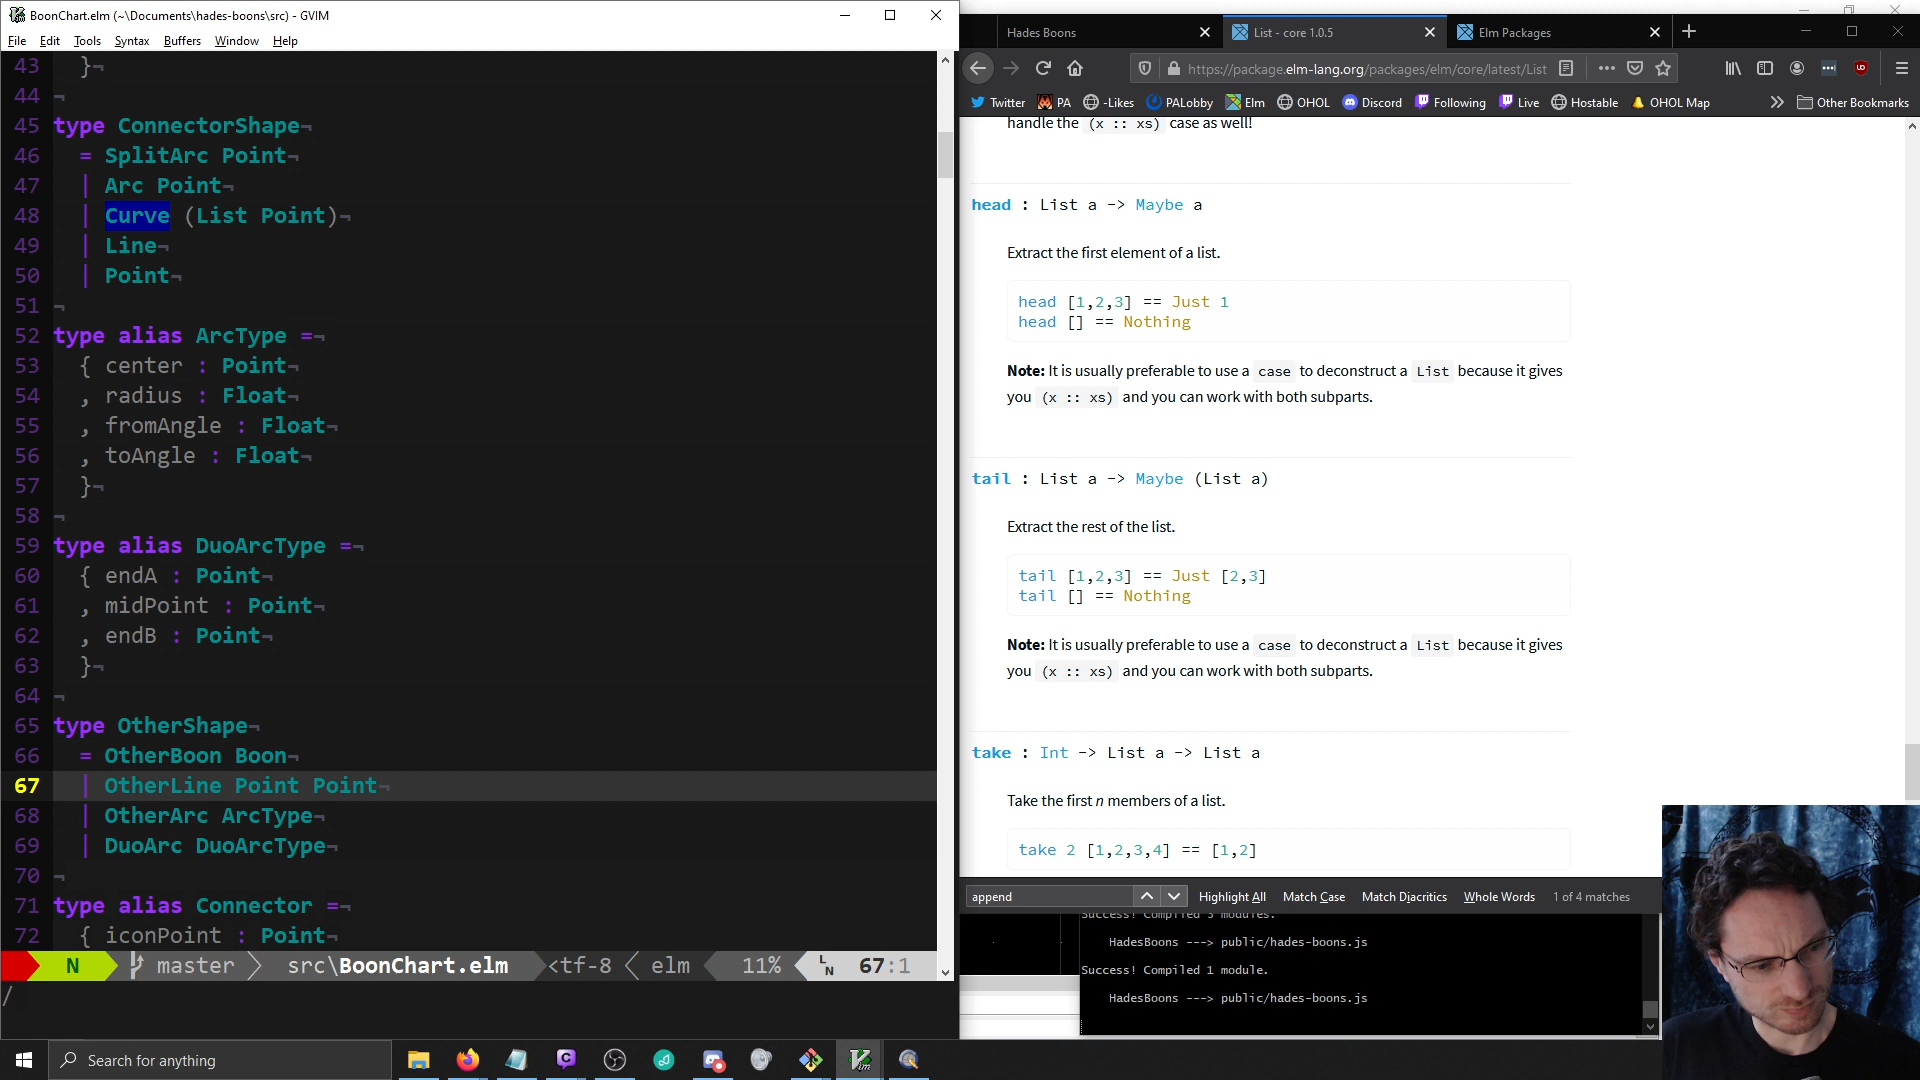 BoonChart.elm (~\Documents\hades-boons\src) - GVIM
File Edit Tools Syntax Buffers Window Help
43   }¬
44 ¬
45 type ConnectorShape¬
46   = SplitArc Point¬
47   | Arc Point¬
48   | Curve (List Point)¬
49   | Line¬
50   | Point¬
51 ¬
52 type alias ArcType =¬
53   { center : Point¬
54   , radius : Float¬
55   , fromAngle : Float¬
56   , toAngle : Float¬
57   }¬
58 ¬
59 type alias DuoArcType =¬
60   { endA : Point¬
61   , midPoint : Point¬
62   , endB : Point¬
63   }¬
64 ¬
65 type OtherShape¬
66   = OtherBoon Boon¬
67   | OtherLine Point Point¬
68   | OtherArc ArcType¬
69   | DuoArc DuoArcType¬
70 ¬
71 type alias Connector =¬
72   { iconPoint : Point¬
N master src\BoonChart.elm <tf-8 elm 11% LN 67:1
/
Hades Boons
List - core 1.0.5
Elm Packages
https://package.elm-lang.org/packages/elm/core/latest/List
Twitter PA -Likes PALobby Elm OHOL Discord Following Live Hostable OHOL Map Other Bookmarks
handle the (x :: xs) case as well!
head : List a -> Maybe a
Extract the first element of a list.
head [1,2,3] == Just 1
head [] == Nothing
Note: It is usually preferable to use a case to deconstruct a List because it gives
you (x :: xs) and you can work with both subparts.
tail : List a -> Maybe (List a)
Extract the rest of the list.
tail [1,2,3] == Just [2,3]
tail [] == Nothing
Note: It is usually preferable to use a case to deconstruct a List because it gives
you (x :: xs) and you can work with both subparts.
take : Int -> List a -> List a
Take the first n members of a list.
take 2 [1,2,3,4] == [1,2]
append Highlight All Match Case Match Diacritics Whole Words 1 of 4 matches
Success! Compiled 3 modules.
HadesBoons ---> public/hades-boons.js
Success! Compiled 1 module.
HadesBoons ---> public/hades-boons.js
Search for anything